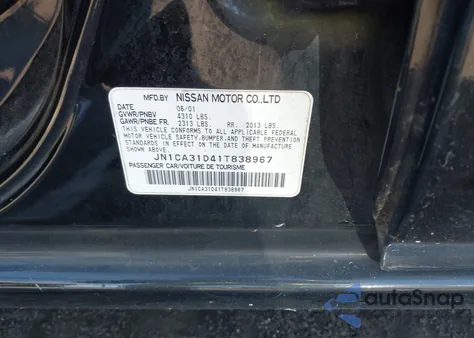 MFD.BY NISSAN MOTOR CO.,LTD
DATE 06/01
GVWR/PNBV 4310 LBS.
GAWR/PNBE FR. 2313 LBS. RR. 2013 LBS.
THIS VEHICLE CONFORMS TO ALL APPLICABLE FEDERAL
MOTOR VEHICLE SAFETY,BUMPER,AND THEFT PREVENTION
STANDARDS IN EFFECT ON THE DATE OF
MANUFACTURE SHOWN ABOVE.
JN1CA31D41T838967
PASSENGER CAR/VOITURE DE TOURISME
JN1CA31D41T838967
autoSnap